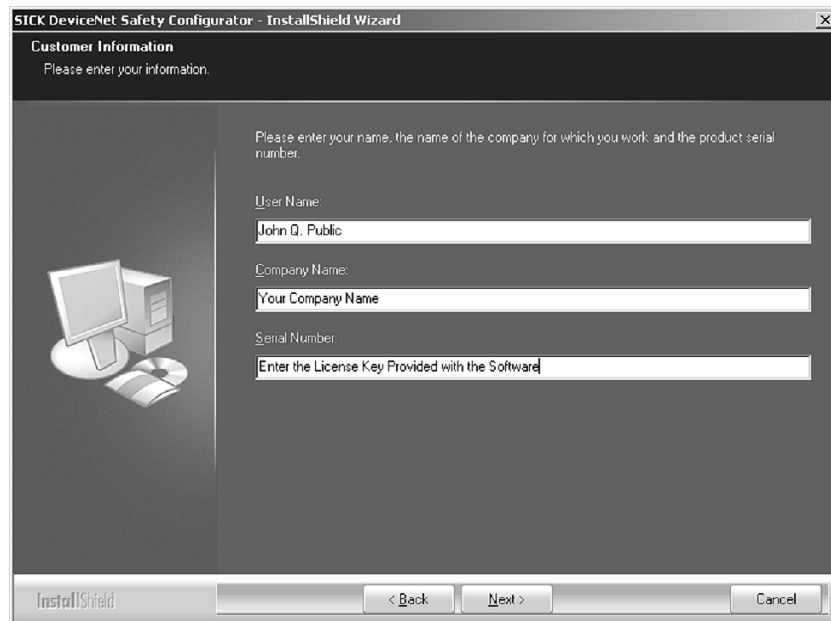 SICK DeviceNet Safety Configurator - InstallShield Wizard
Customer Information
Please enter your information.
Please enter your name, the name of the company for which you work and the product serial
number.
User Name:
John Q. Public
Company Name:
Your Company Name
Serial Number:
Enter the License Key Provided with the Software
InstallShield
< Back
Next >
Cancel